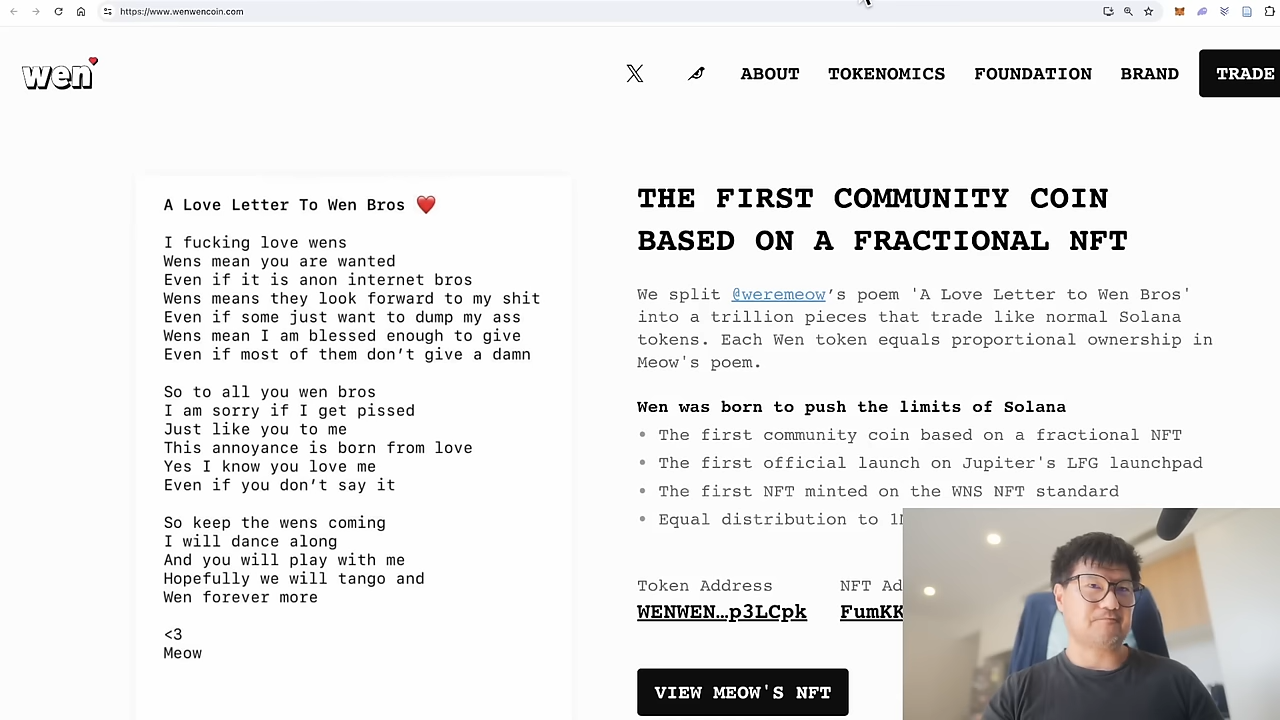 https://www.wenwencoin.com
wen
ABOUT
TOKENOMICS
FOUNDATION
BRAND
TRADE
A Love Letter To Wen Bros ❤️
I fucking love wens
Wens mean you are wanted
Even if it is anon internet bros
Wens means they look forward to my shit
Even if some just want to dump my ass
Wens mean I am blessed enough to give
Even if most of them don’t give a damn
So to all you wen bros
I am sorry if I get pissed
Just like you to me
This annoyance is born from love
Yes I know you love me
Even if you don’t say it
So keep the wens coming
I will dance along
And you will play with me
Hopefully we will tango and
Wen forever more
<3
Meow
THE FIRST COMMUNITY COIN
BASED ON A FRACTIONAL NFT
We split @weremeow’s poem 'A Love Letter to Wen Bros'
into a trillion pieces that trade like normal Solana
tokens. Each Wen token equals proportional ownership in
Meow's poem.
Wen was born to push the limits of Solana
• The first community coin based on a fractional NFT
• The first official launch on Jupiter's LFG launchpad
• The first NFT minted on the WNS NFT standard
• Equal distribution to
Token Address
NFT
WENWEN…p3LCpk
FumKK
VIEW MEOW'S NFT